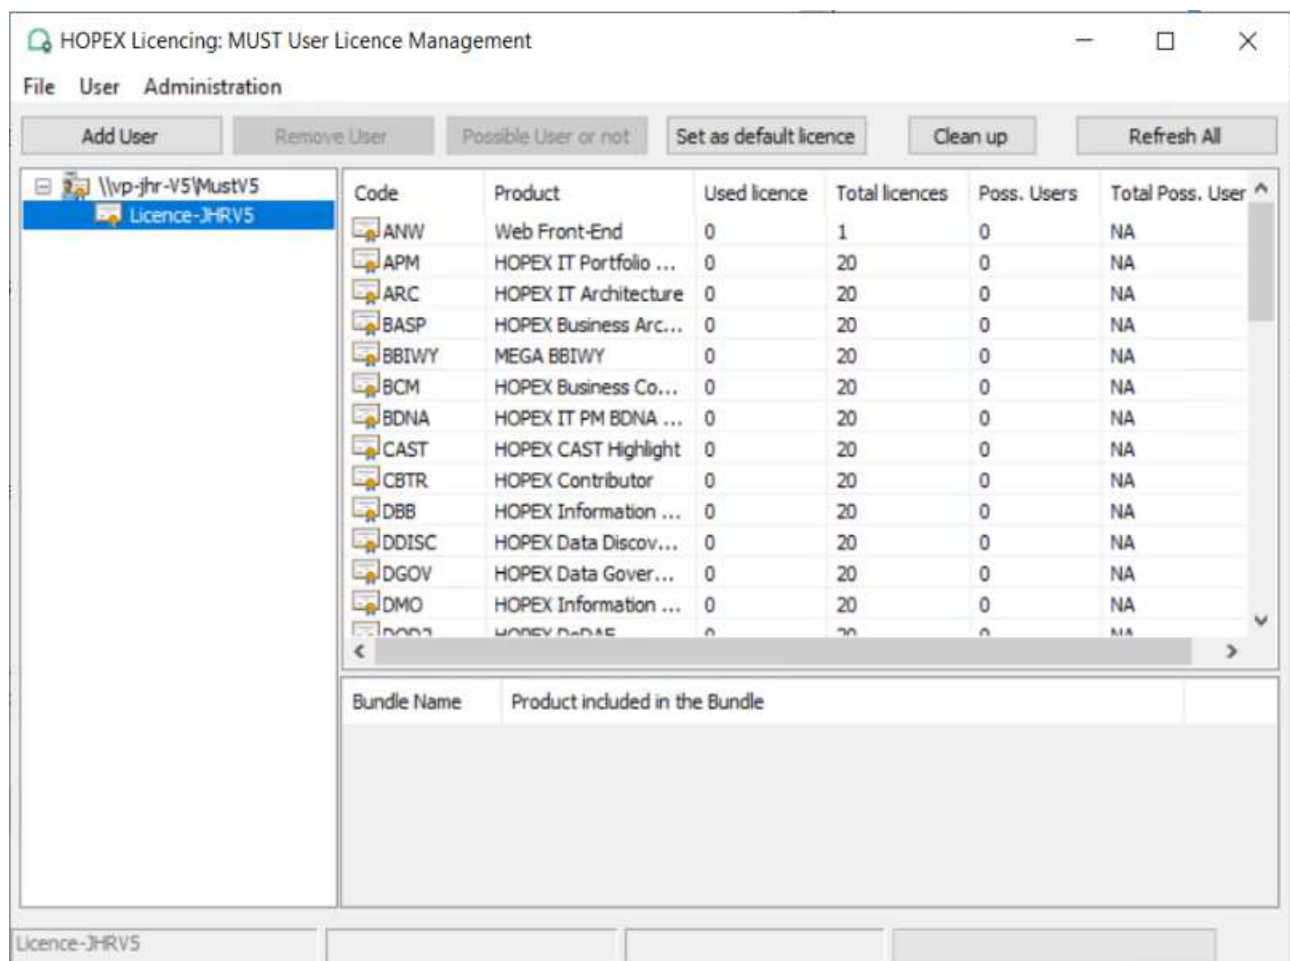 HOPEX Licencing: MUST User Licence Management
File User Administration
Add User Remove User Possible User or not Set as default licence Clean up Refresh All
\\vp-jhr-V5\MustV5
Licence-JHRV5
Code Product Used licence Total licences Poss. Users Total Poss. User
ANW Web Front-End 0 1 0 NA
APM HOPEX IT Portfolio ... 0 20 0 NA
ARC HOPEX IT Architecture 0 20 0 NA
BASP HOPEX Business Arc... 0 20 0 NA
BBIWY MEGA BBIWY 0 20 0 NA
BCM HOPEX Business Co... 0 20 0 NA
BDNA HOPEX IT PM BDNA ... 0 20 0 NA
CAST HOPEX CAST Highlight 0 20 0 NA
CBTR HOPEX Contributor 0 20 0 NA
DBB HOPEX Information ... 0 20 0 NA
DDISC HOPEX Data Discov... 0 20 0 NA
DGOV HOPEX Data Gover... 0 20 0 NA
DMO HOPEX Information ... 0 20 0 NA
HOPEX DoDAF 0 20 0 NA
Bundle Name Product included in the Bundle
Licence-JHRV5